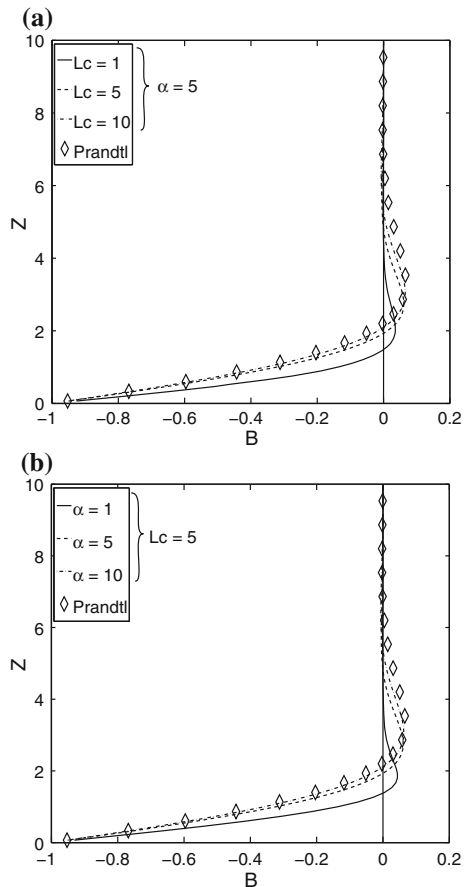 (a)
10
8
6
4
2
0
Z
Lc = 1
Lc = 5
Lc = 10
α = 5
Prandtl
−1 −0.8 −0.6 −0.4 −0.2 0 0.2
B
(b)
10
8
6
4
2
0
Z
α = 1
α = 5
α = 10
Lc = 5
Prandtl
−1 −0.8 −0.6 −0.4 −0.2 0 0.2
B